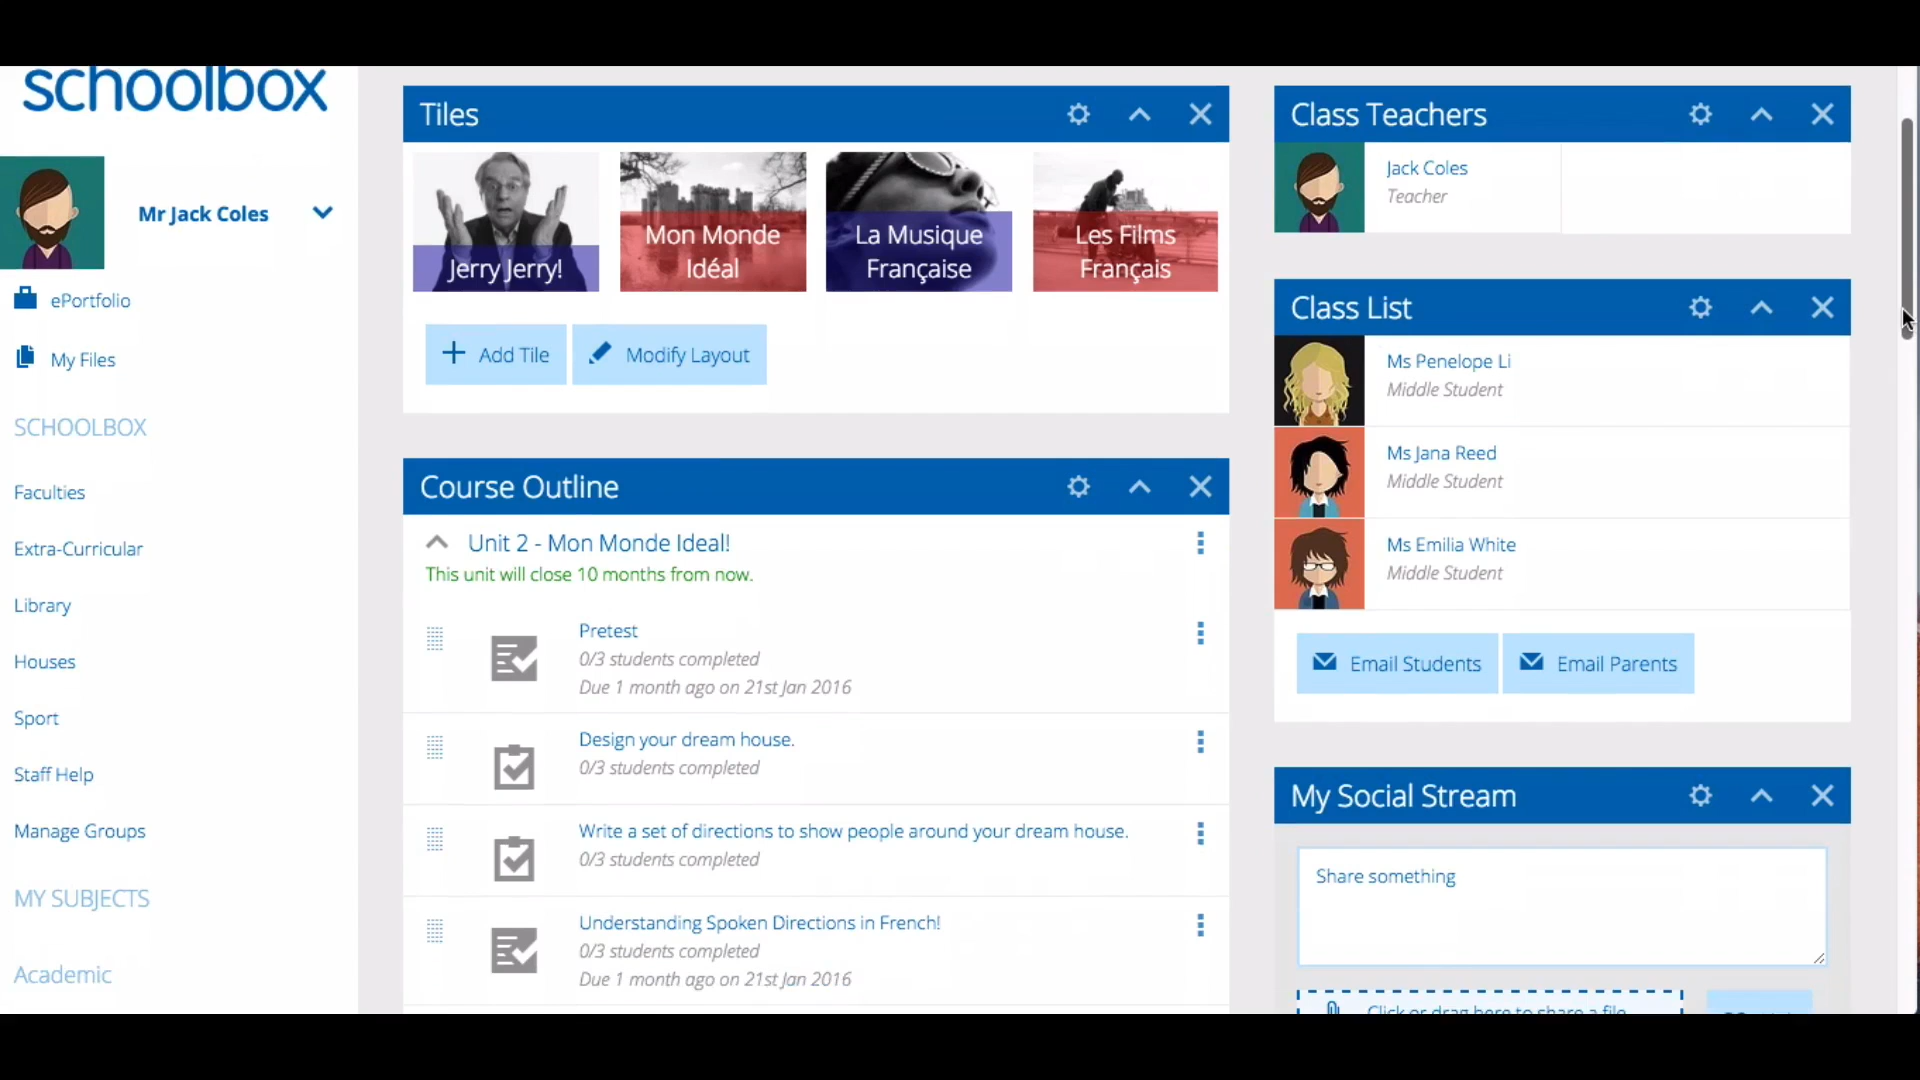 schoolbox
Mr Jack Coles
ePortfolio
My Files
SCHOOLBOX
Faculties
Extra-Curricular
Library
Houses
Sport
Staff Help
Manage Groups
MY SUBJECTS
Academic
Tiles
Jerry Jerry!
Mon Monde
Idéal
La Musique
Française
Les Films
Français
Add Tile
Modify Layout
Course Outline
Unit 2 - Mon Monde Ideal!
This unit will close 10 months from now.
Pretest
0/3 students completed
Due 1 month ago on 21st Jan 2016
Design your dream house.
0/3 students completed
Write a set of directions to show people around your dream house.
0/3 students completed
Understanding Spoken Directions in French!
0/3 students completed
Due 1 month ago on 21st Jan 2016
Class Teachers
Jack Coles
Teacher
Class List
Ms Penelope Li
Middle Student
Ms Jana Reed
Middle Student
Ms Emilia White
Middle Student
Email Students
Email Parents
My Social Stream
Share something
Click or drag here to share a file